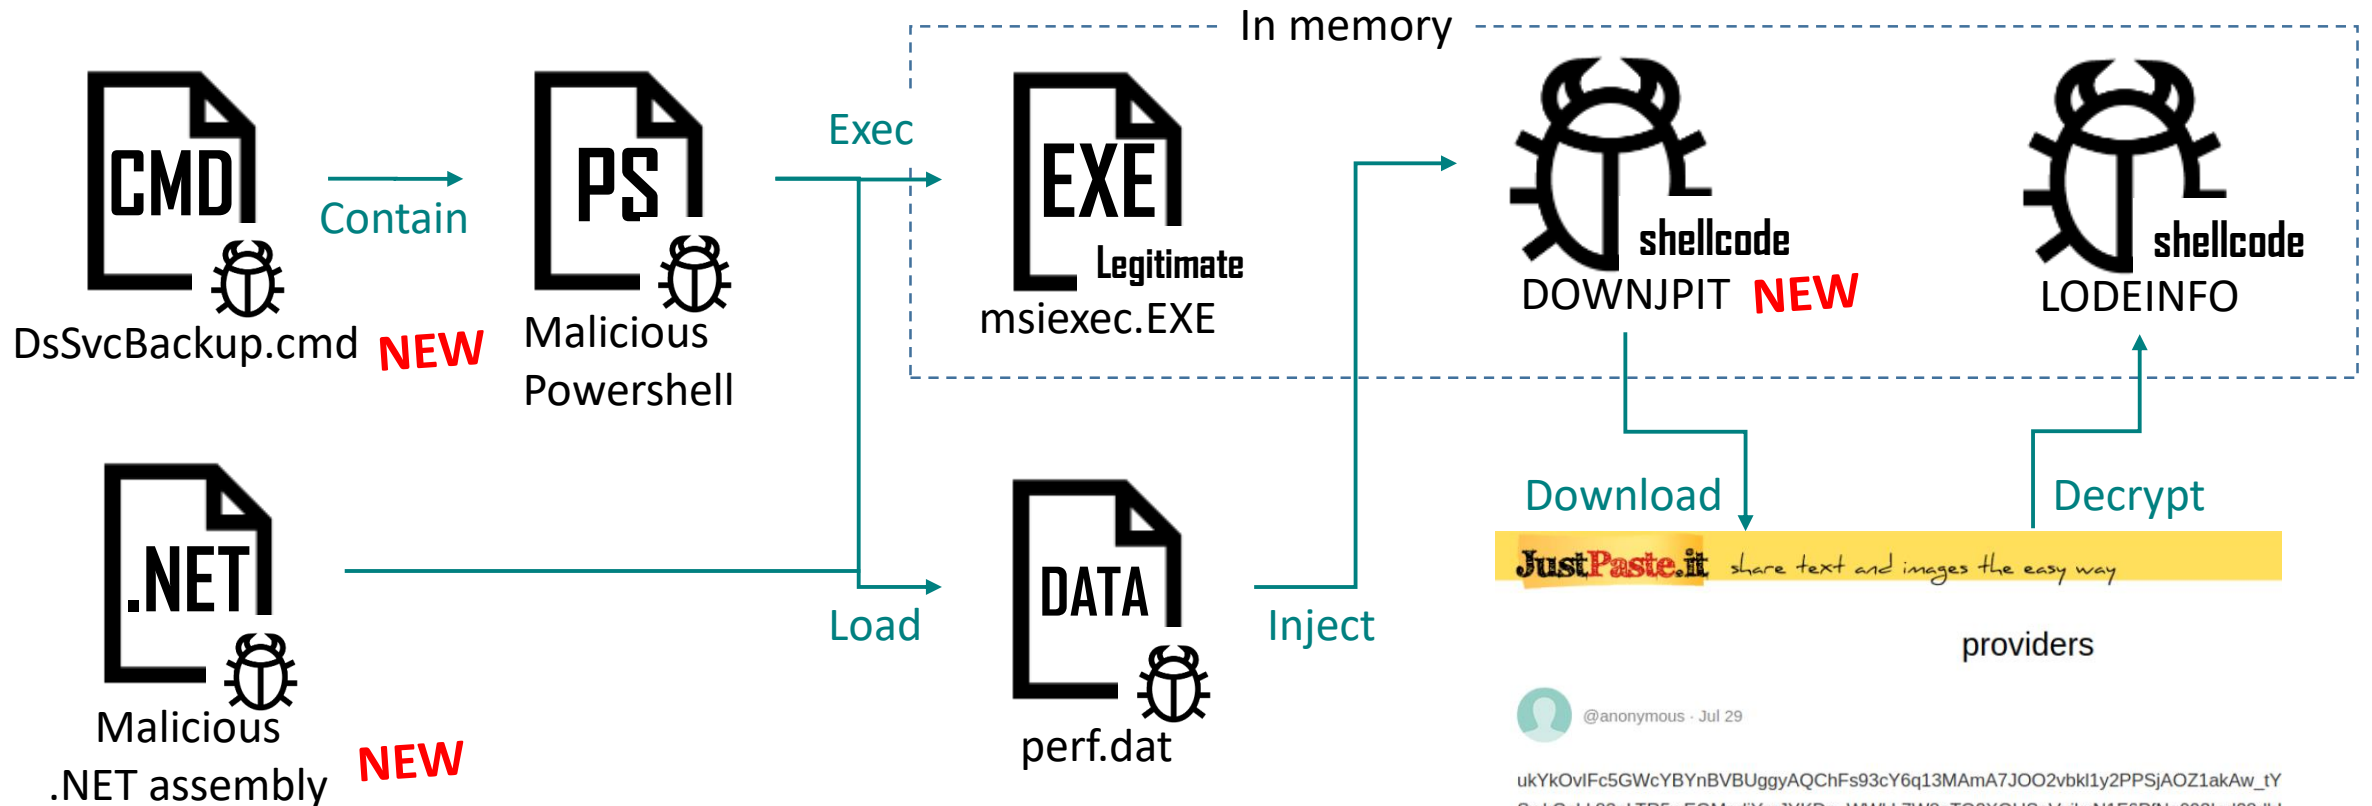 In memory
CMD
PS
Exec
EXE
Contain
Legitimate
shellcode
shellcode
DsSvcBackup.cmd
NEW
Malicious
Powershell
msiexec.EXE
DOWNJPIT
NEW
LODEINFO
Download
Decrypt
.NET
DATA
Load
Inject
JustPaste.it share text and images the easy way
providers
Malicious
.NET assembly
NEW
perf.dat
@anonymous · Jul 29